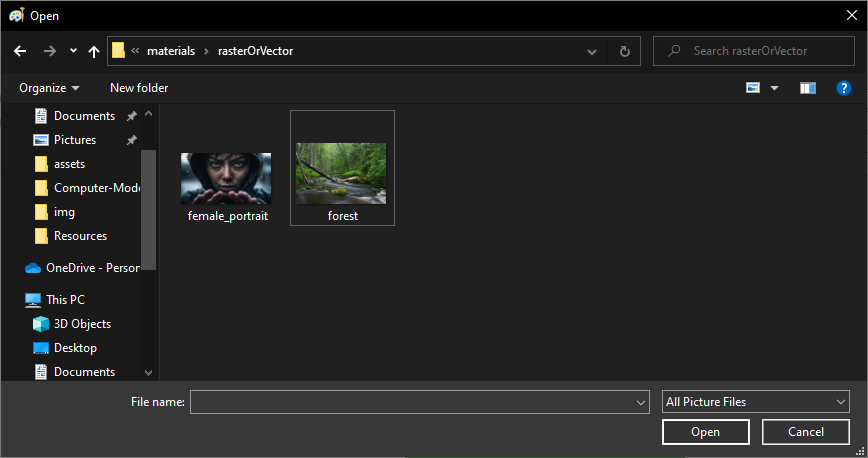 Open
materials > rasterOrVector
Search rasterOrVector
Organize
New folder
Documents
Pictures
assets
Computer-Mode
img
Resources
OneDrive - Person
This PC
3D Objects
Desktop
Documents
female_portrait
forest
File name:
All Picture Files
Open
Cancel